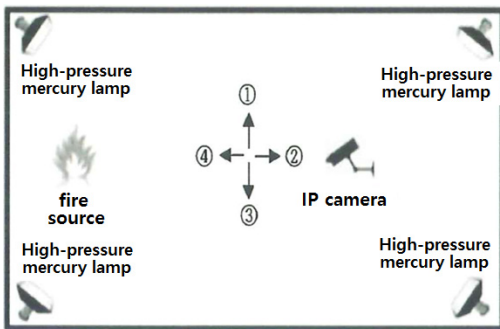 High-pressure
mercury lamp
High-pressure
mercury lamp
①
④
②
③
fire
source
IP camera
High-pressure
mercury lamp
High-pressure
mercury lamp